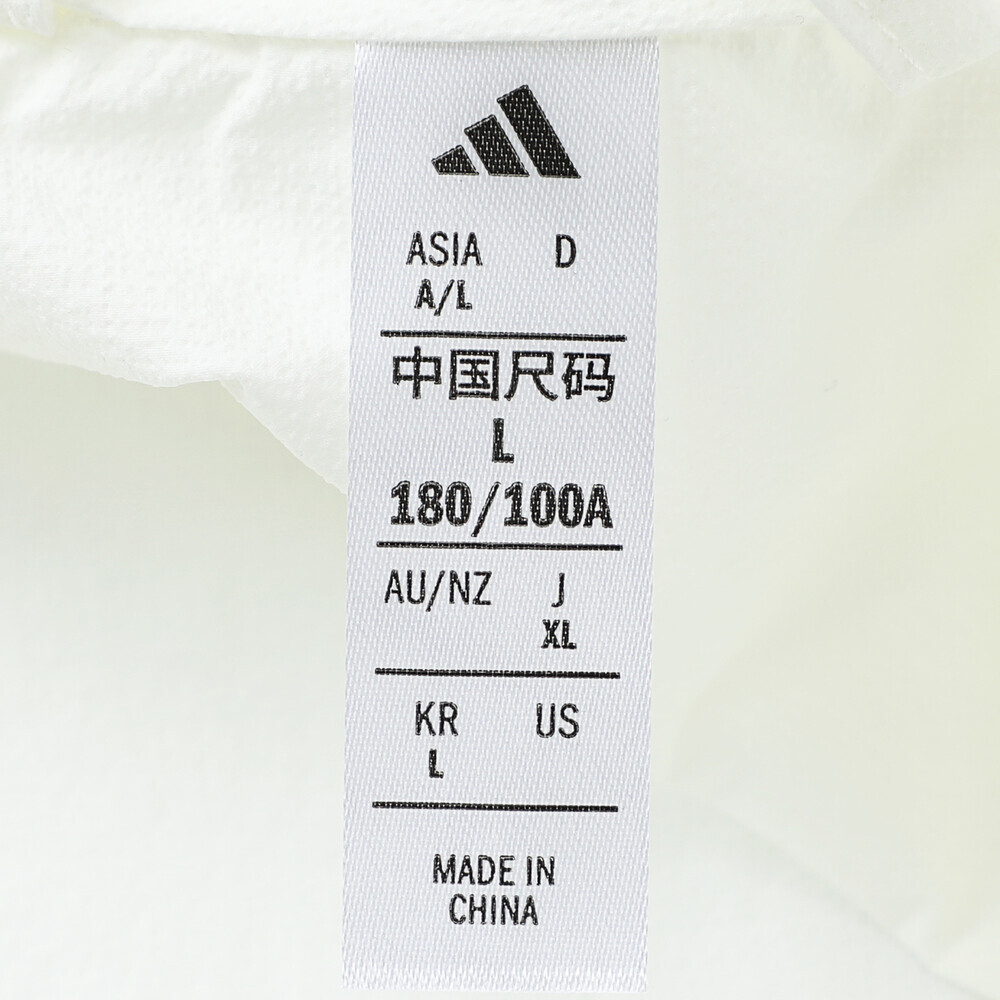 ASIA D
A/L
中国尺码
L
180/100A
AU/NZ J
XL
KR US
L
MADE IN
CHINA